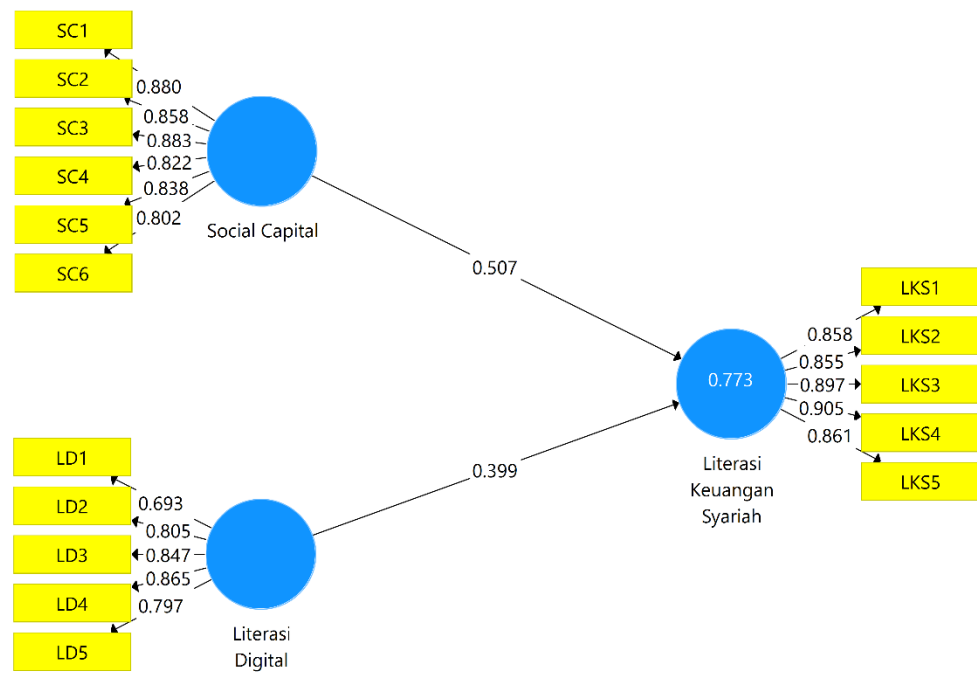 SC1
SC2
SC3
SC4
SC5
SC6
0.880
0.858
0.883
0.822
0.838
0.802
Social Capital
0.507
LD1
LD2
LD3
LD4
LD5
0.693
0.805
0.847
0.865
0.797
Literasi
Digital
0.399
0.773
Literasi
Keuangan
Syariah
0.858
0.855
0.897
0.905
0.861
LKS1
LKS2
LKS3
LKS4
LKS5